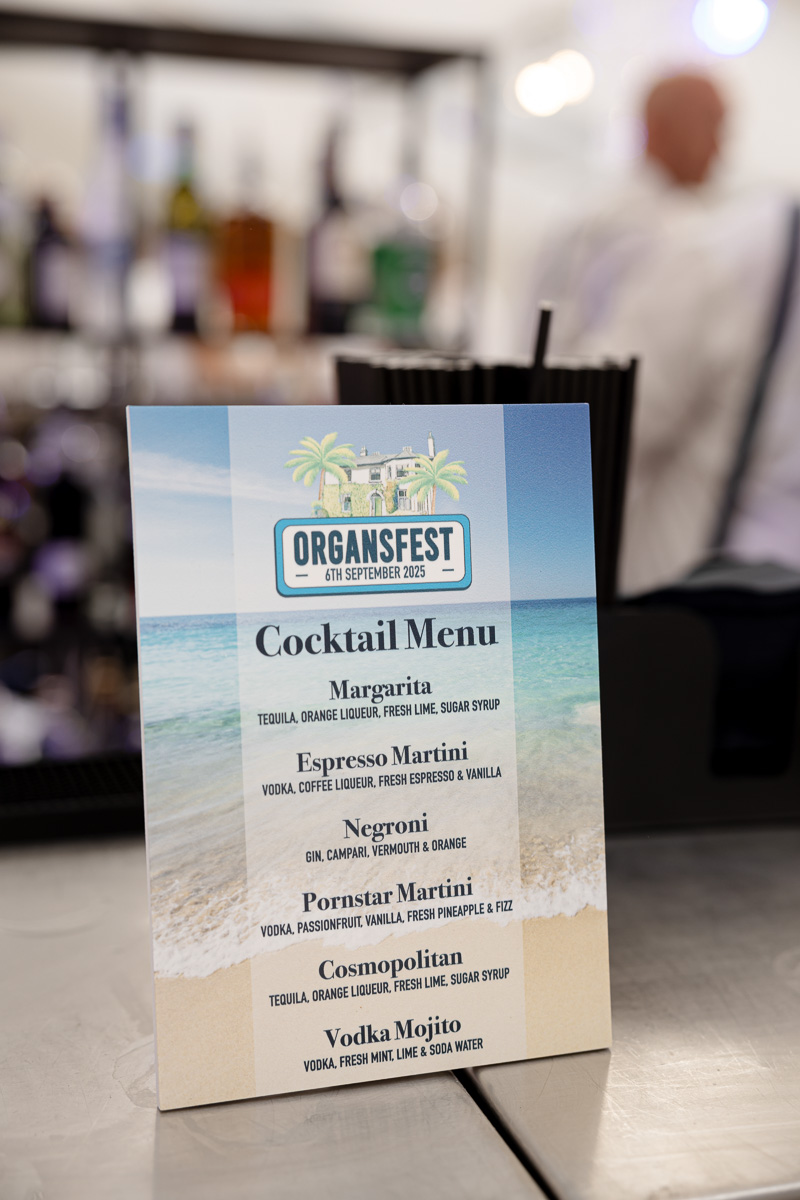 ORGANSFEST
– 6TH SEPTEMBER 2025 –
Cocktail Menu
Margarita
TEQUILA, ORANGE LIQUEUR, FRESH LIME, SUGAR SYRUP
Espresso Martini
VODKA, COFFEE LIQUEUR, FRESH ESPRESSO & VANILLA
Negroni
GIN, CAMPARI, VERMOUTH & ORANGE
Pornstar Martini
VODKA, PASSIONFRUIT, VANILLA, FRESH PINEAPPLE & FIZZ
Cosmopolitan
TEQUILA, ORANGE LIQUEUR, FRESH LIME, SUGAR SYRUP
Vodka Mojito
VODKA, FRESH MINT, LIME & SODA WATER